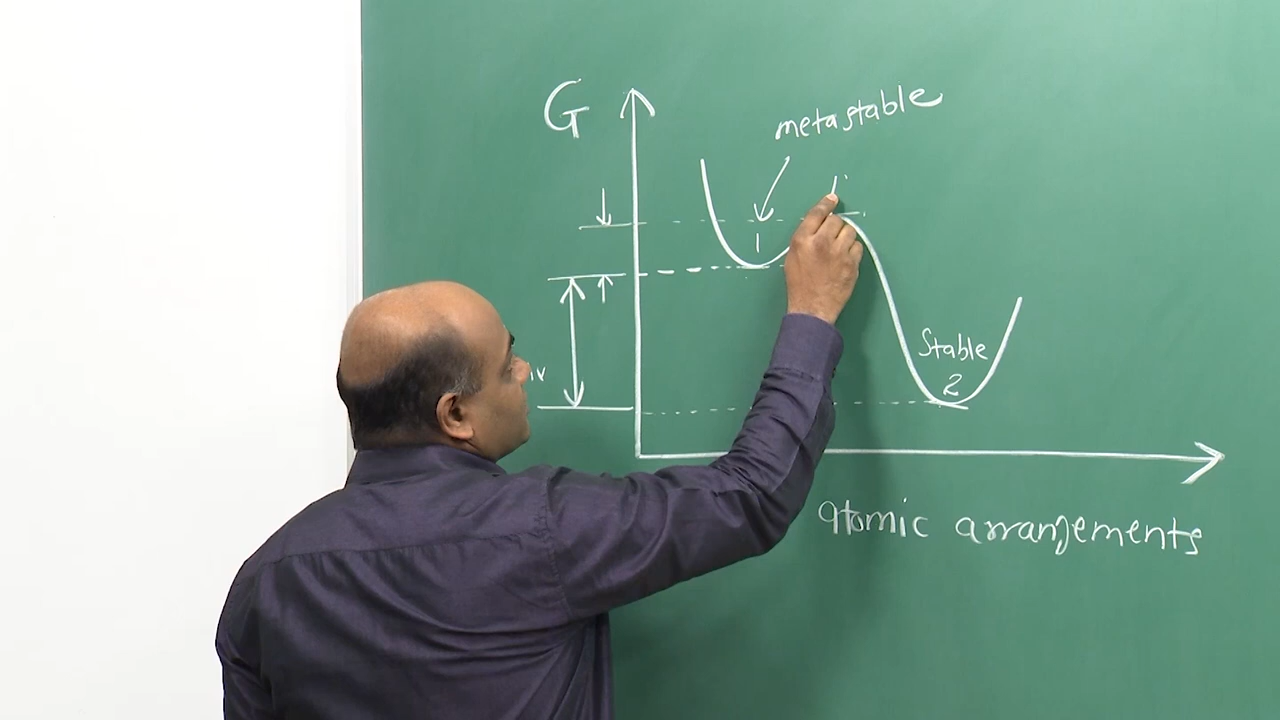 G
metastable
1
Stable
2
atomic arrangements